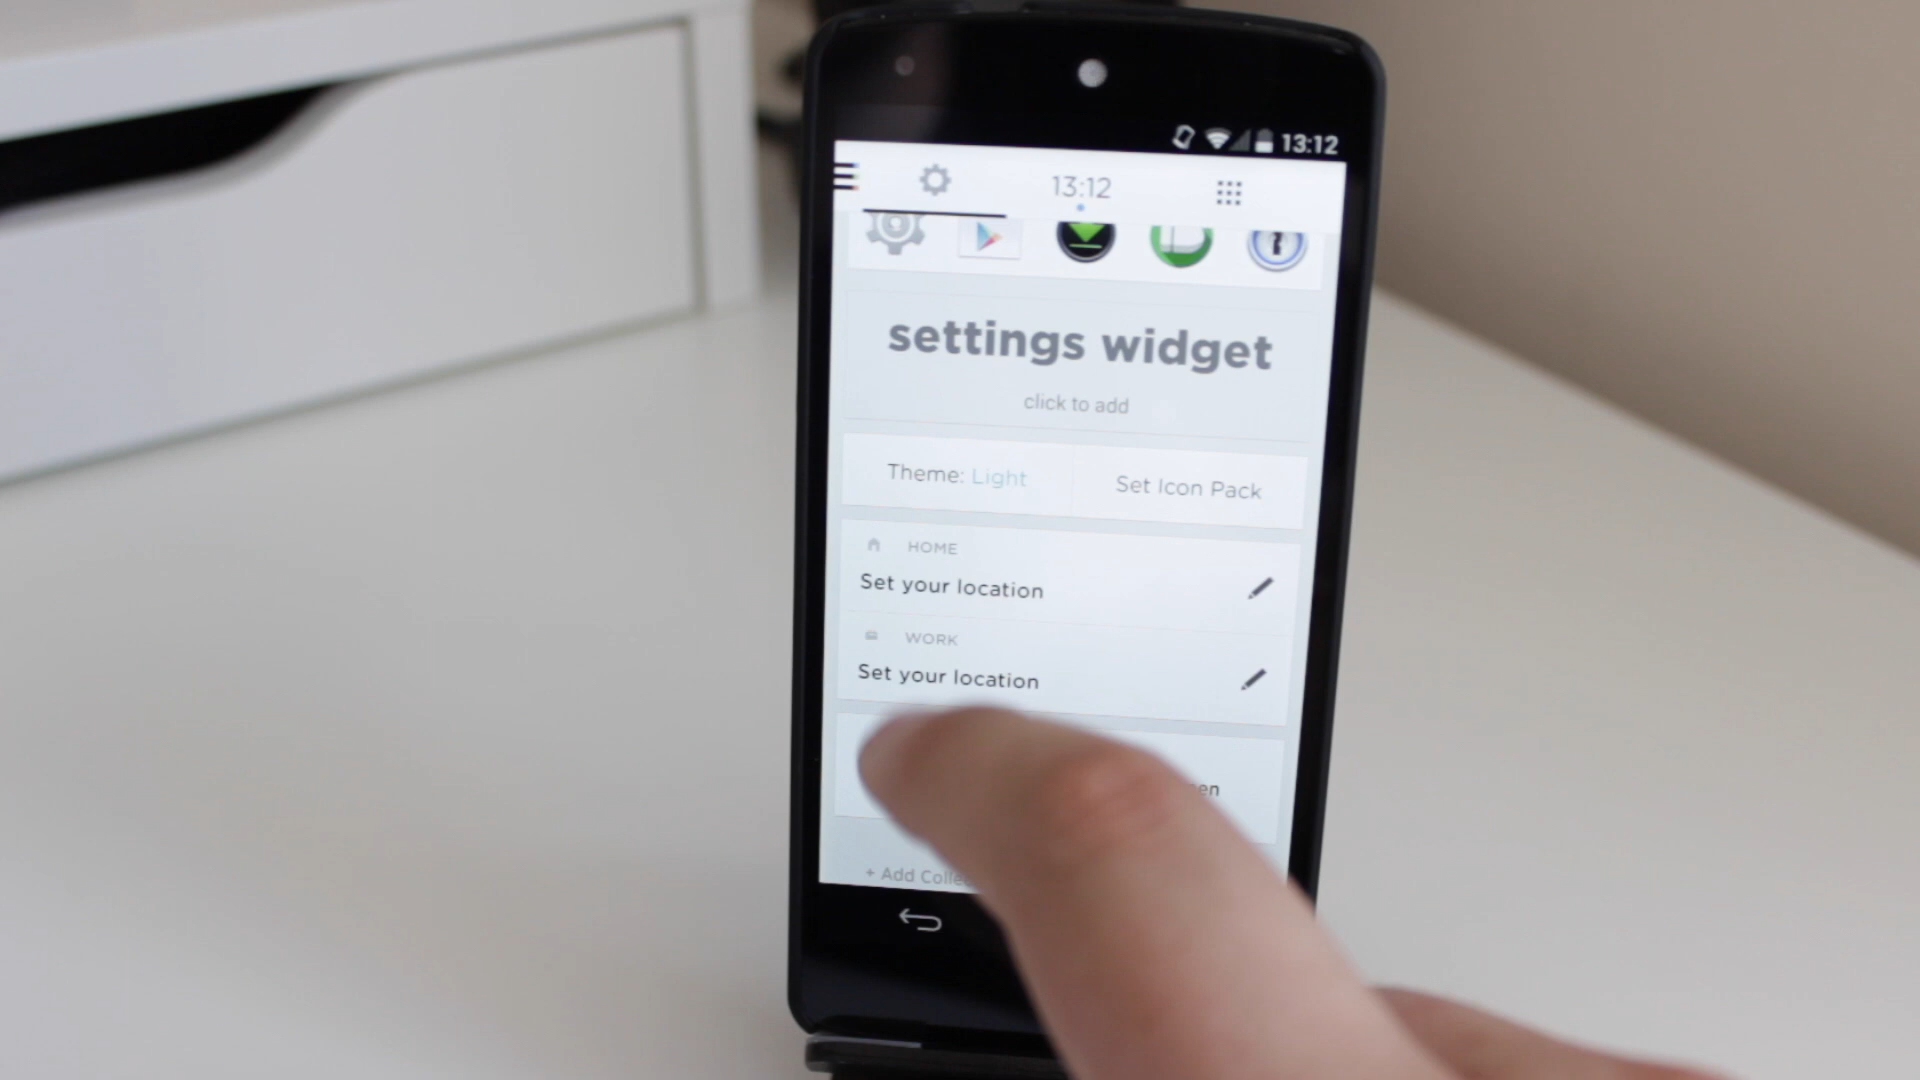 13:12
13:12
settings widget
click to add
Theme: Light
Set Icon Pack
HOME
Set your location
WORK
Set your location
+ Add